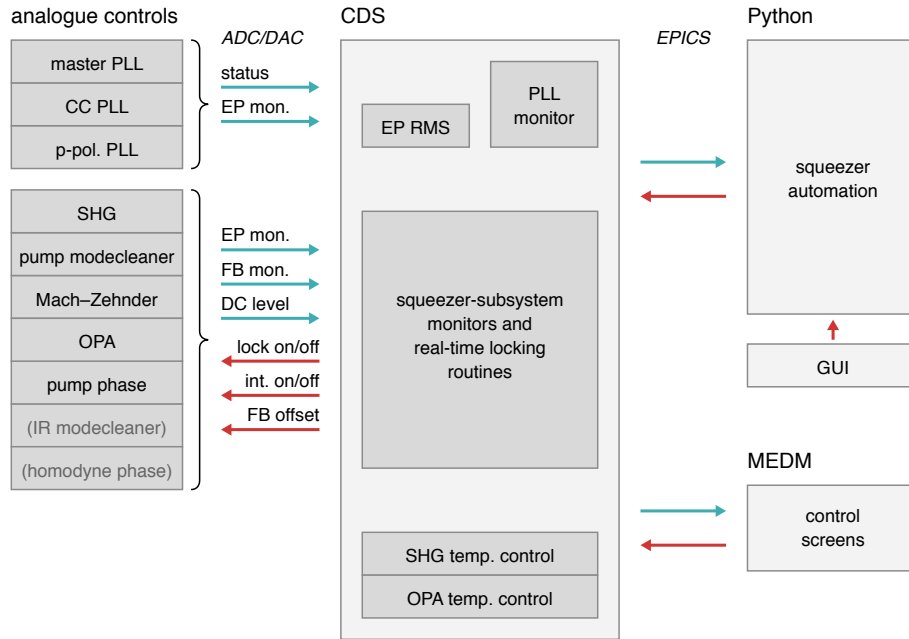 analogue controls
master PLL
CC PLL
p-pol. PLL
SHG
pump modecleaner
Mach–Zehnder
OPA
pump phase
(IR modecleaner)
(homodyne phase)
ADC/DAC
status
EP mon.
EP mon.
FB mon.
DC level
lock on/off
int. on/off
FB offset
CDS
EP RMS
PLL
monitor
squeezer-subsystem
monitors and
real-time locking
routines
SHG temp. control
OPA temp. control
EPICS
Python
squeezer
automation
GUI
MEDM
control
screens